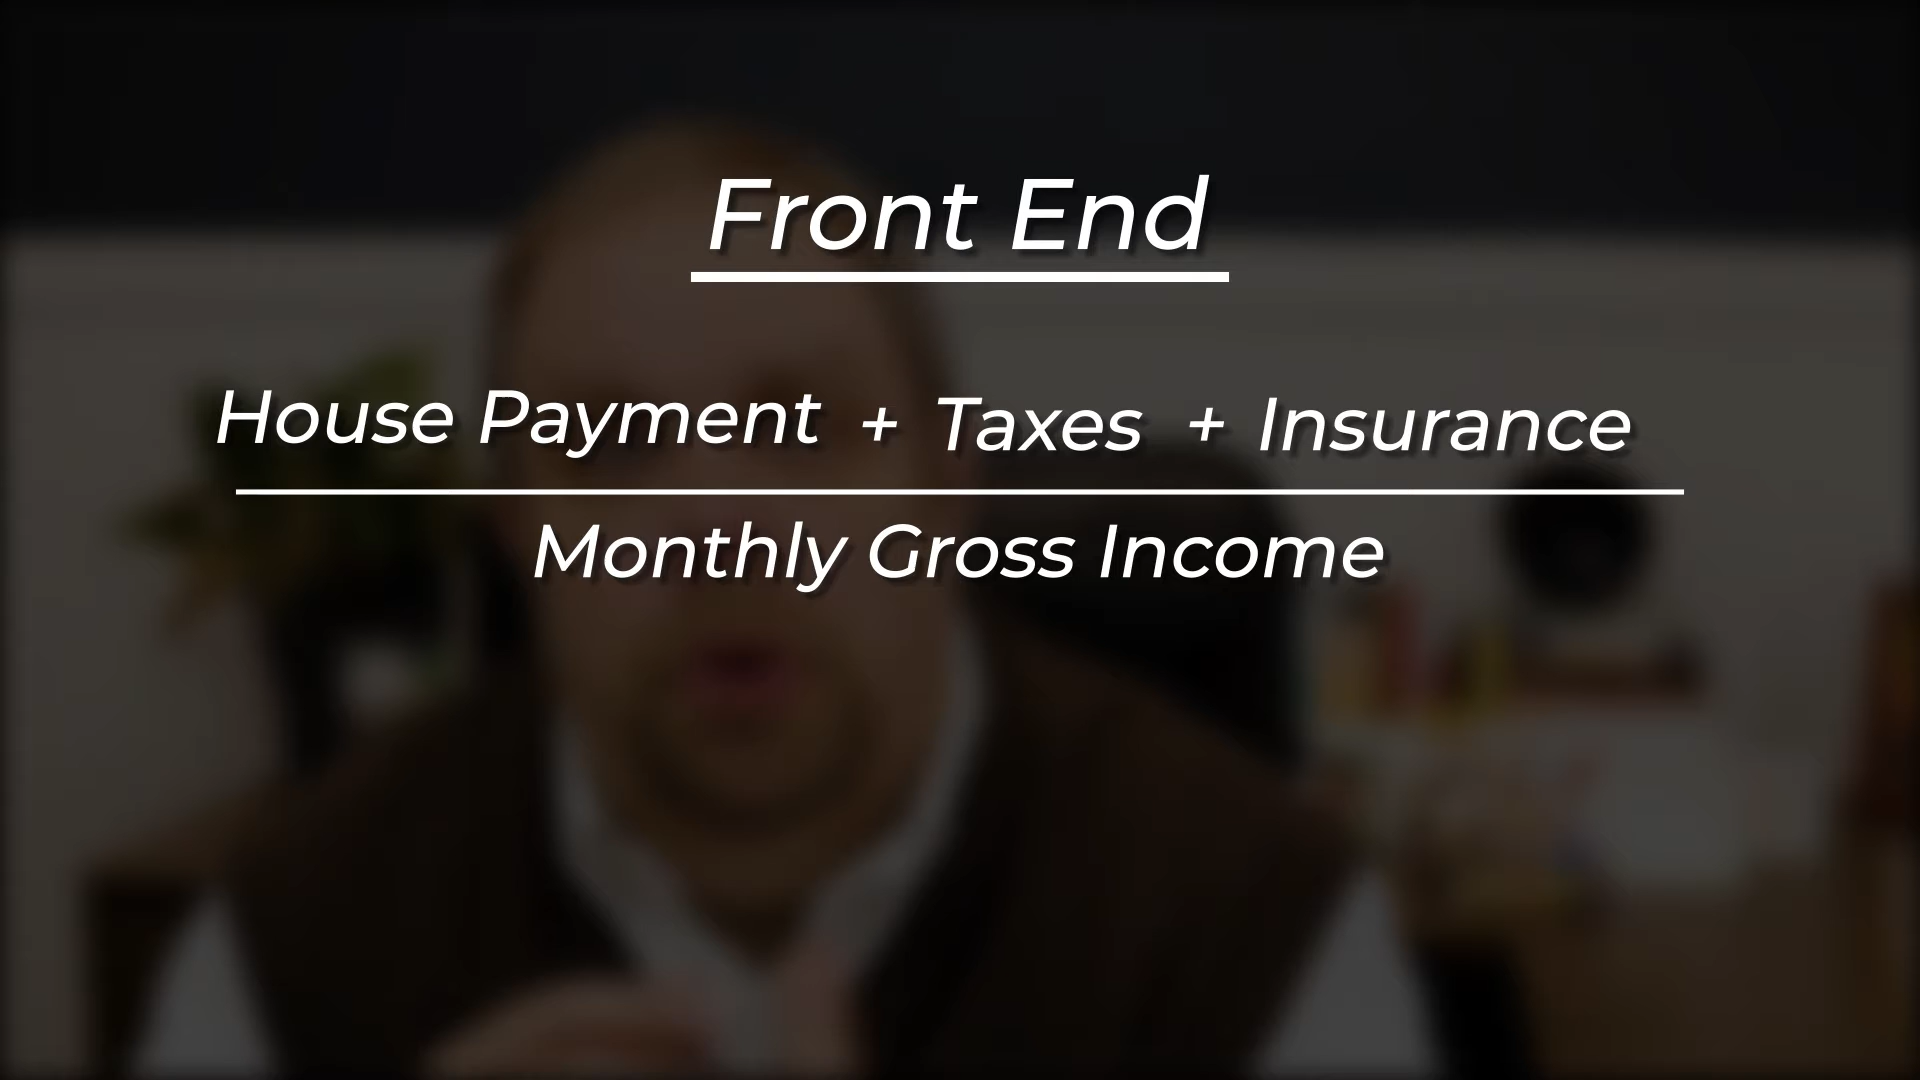 Front End
House Payment + Taxes + Insurance
Monthly Gross Income